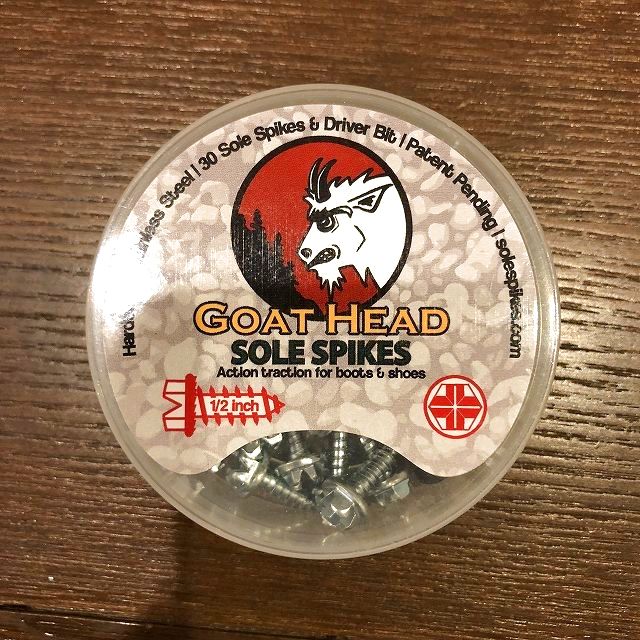 Stainless Steel | 30 Sole Spikes & Driver Bit | Patent Pending | solespikes.com
GOAT HEAD
SOLE SPIKES
Action traction for boots & shoes
1/2 inch